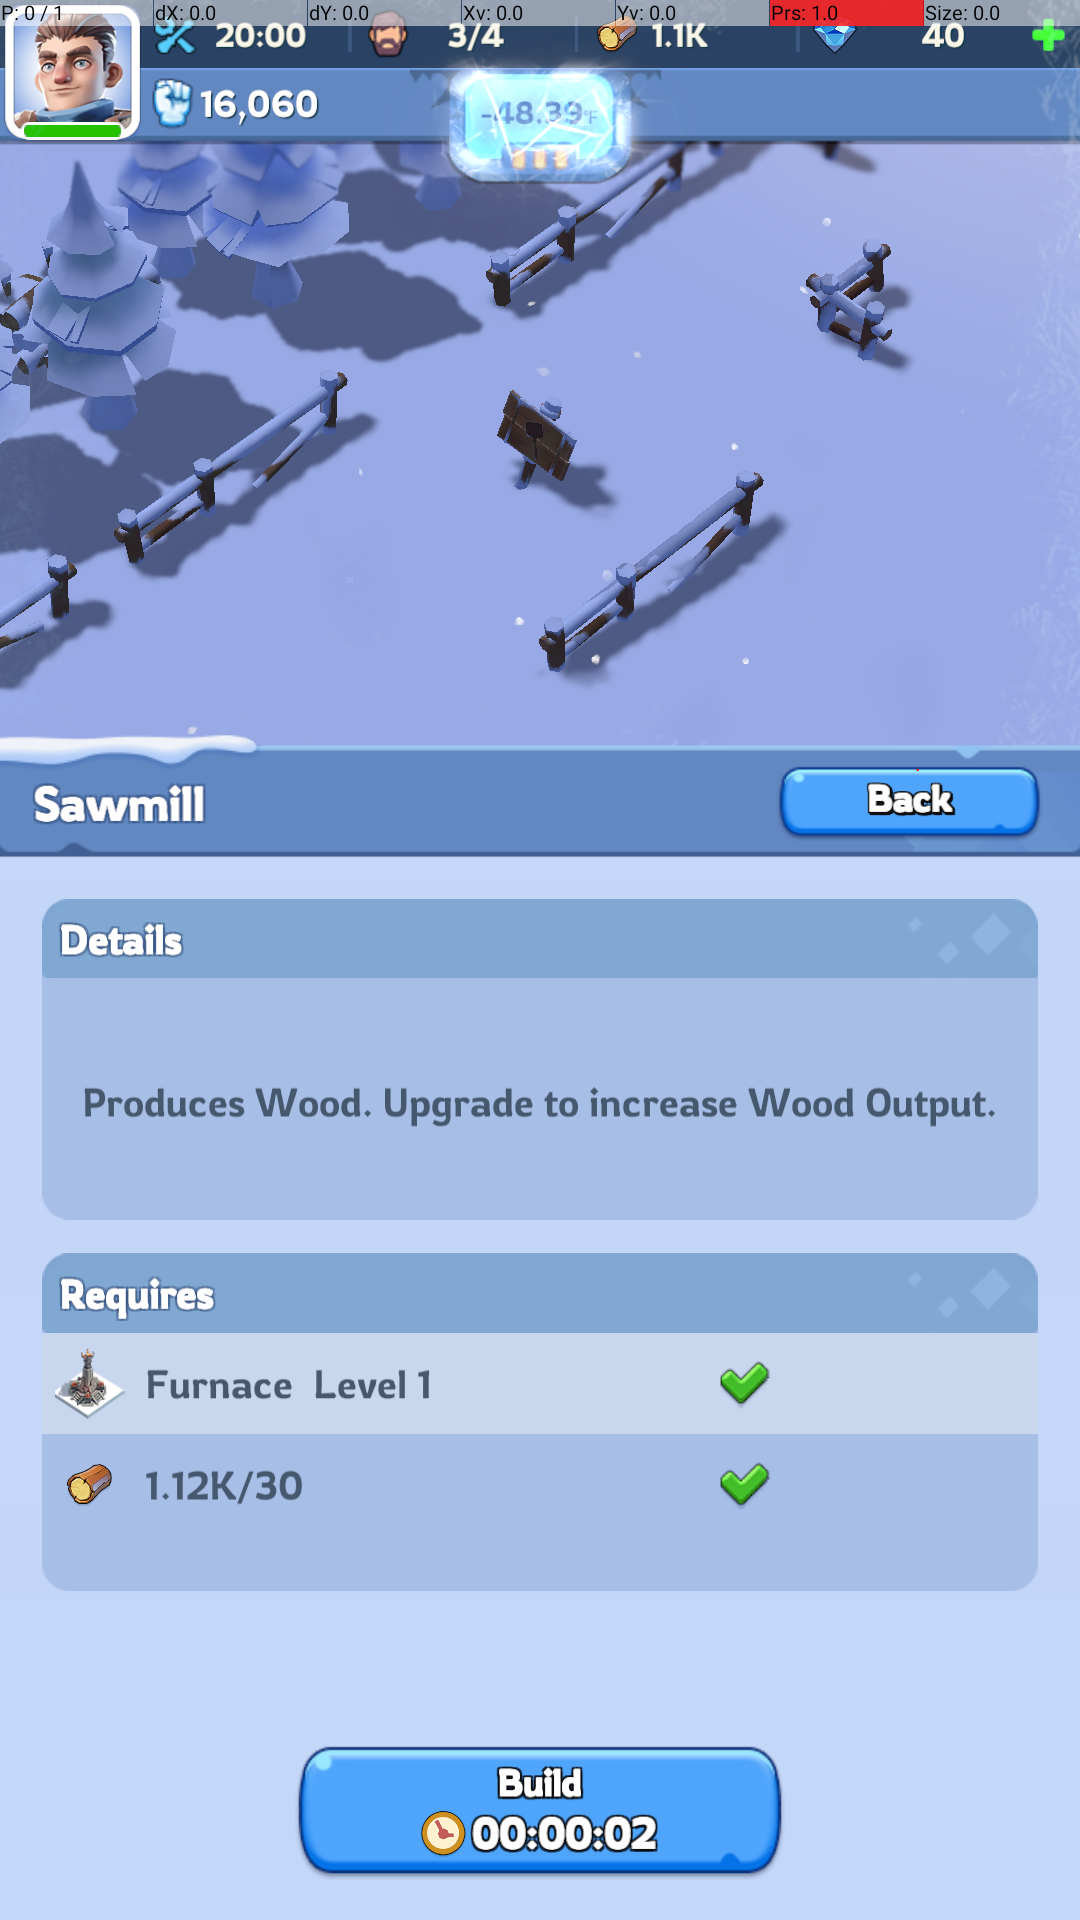 P: 0 / 1 dX: 0.0 dY: 0.0 Xv: 0.0 Yv: 0.0 Prs: 1.0 Size: 0.0
20:00 3/4 1.1K 40
16,060
-48.39°F
Sawmill
Back
Details
Produces Wood. Upgrade to increase Wood Output.
Requires
Furnace Level 1
1.12K/30
Build
00:00:02